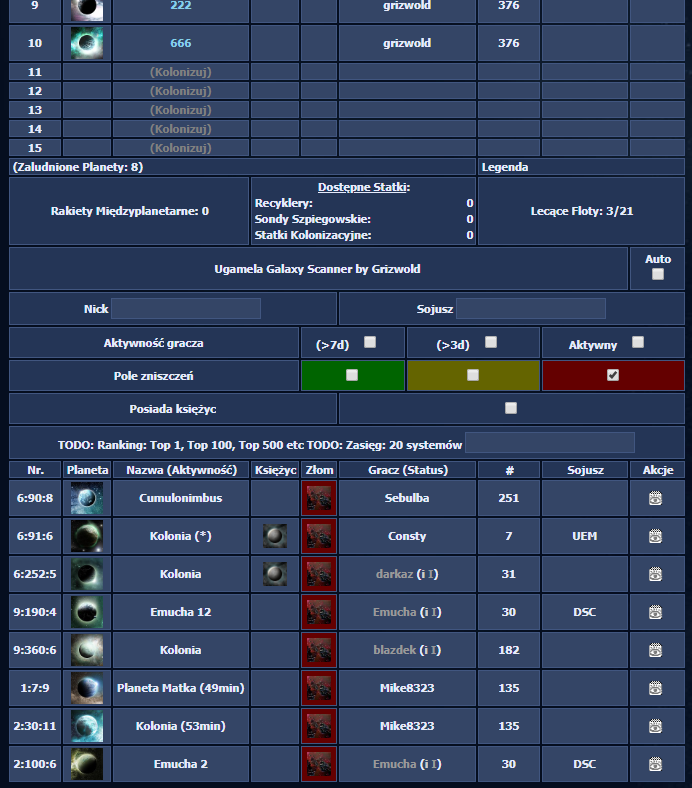 9 222 grizwold 376
10 666 grizwold 376
11 (Kolonizuj)
12 (Kolonizuj)
13 (Kolonizuj)
14 (Kolonizuj)
15 (Kolonizuj)
(Zaludnione Planety: 8) Legenda
Rakiety Międzyplanetarne: 0
Dostępne Statki:
Recyklery: 0
Sondy Szpiegowskie: 0
Statki Kolonizacyjne: 0
Lecące Floty: 3/21
Ugamela Galaxy Scanner by Grizwold
Auto
Nick Sojusz
Aktywność gracza (>7d) (>3d) Aktywny
Pole zniszczeń
Posiada księżyc
TODO: Ranking: Top 1, Top 100, Top 500 etc TODO: Zasięg: 20 systemów
Nr. Planeta Nazwa (Aktywność) Księżyc Złom Gracz (Status) # Sojusz Akcje
6:90:8 Cumulonimbus Sebulba 251
6:91:6 Kolonia (*) Consty 7 UEM
6:252:5 Kolonia darkaz (i I) 31
9:190:4 Emucha 12 Emucha (i I) 30 DSC
9:360:6 Kolonia blazdek (i I) 182
1:7:9 Planeta Matka (49min) Mike8323 135
2:30:11 Kolonia (53min) Mike8323 135
2:100:6 Emucha 2 Emucha (i I) 30 DSC